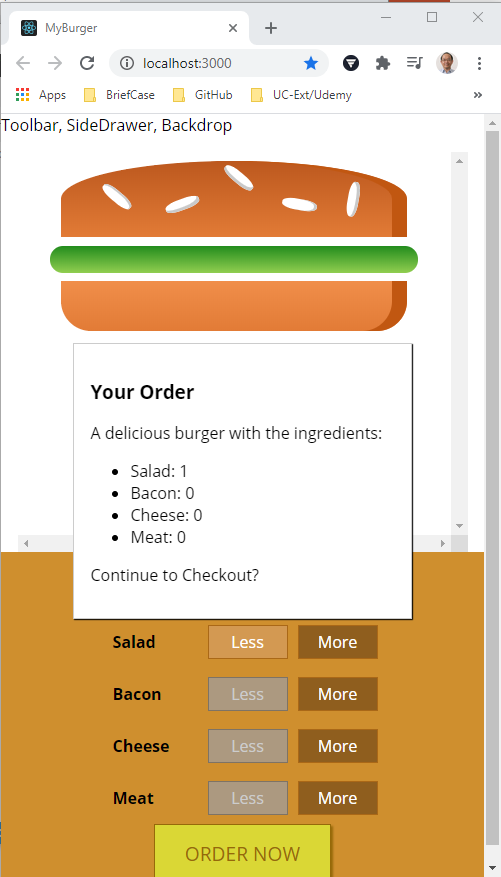 MyBurger
localhost:3000
Apps
BriefCase
GitHub
UC-Ext/Udemy
»
Toolbar, SideDrawer, Backdrop
Your Order
A delicious burger with the ingredients:
• Salad: 1
• Bacon: 0
• Cheese: 0
• Meat: 0
Continue to Checkout?
Salad Less More
Bacon Less More
Cheese Less More
Meat Less More
ORDER NOW